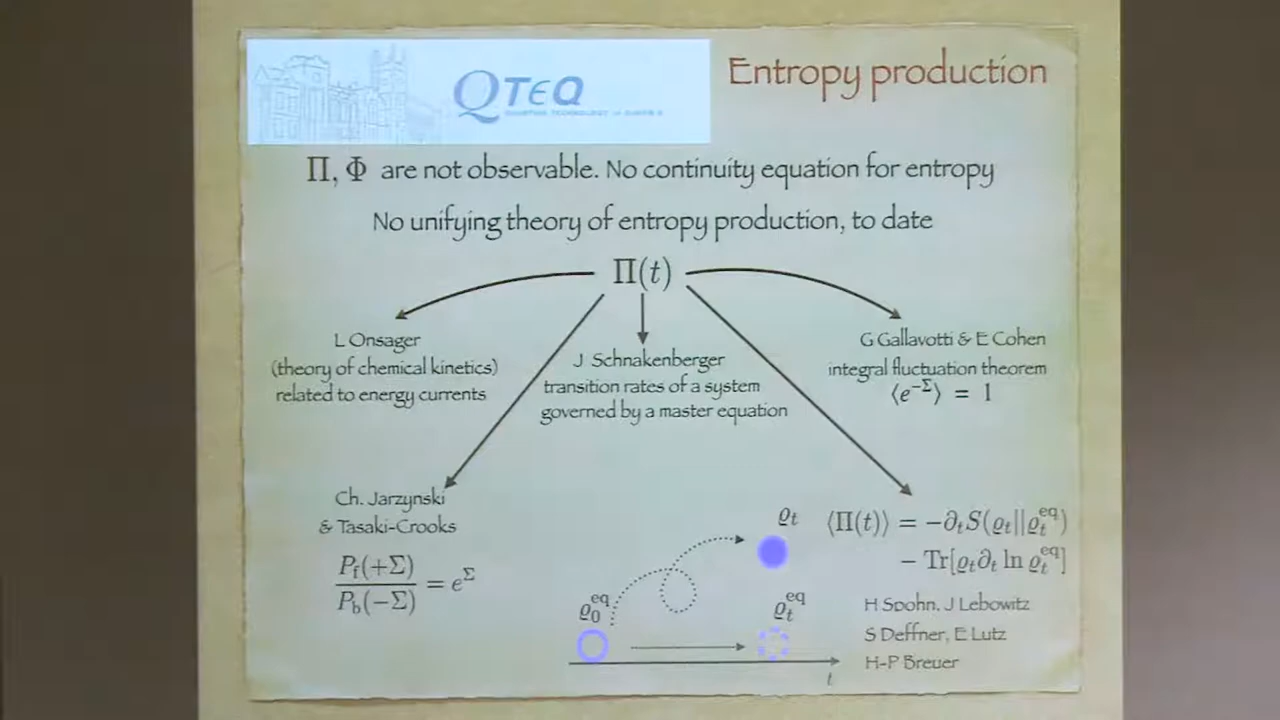 QTEQ
Entropy production
Π, Φ are not observable. No continuity equation for entropy
No unifying theory of entropy production, to date
Π(t)
L Onsager
(theory of chemical kinetics)
related to energy currents
J Schnakenberger
transition rates of a system
governed by a master equation
G Gallavotti & E Cohen
integral fluctuation theorem
⟨e^{-Σ}⟩ = 1
Ch. Jarzynski
& Tasaki-Crooks
P_f(+Σ)/P_b(-Σ) = e^Σ
ϱ_t
ϱ_0^{eq}
ϱ_t^{eq}
t
⟨Π(t)⟩ = -∂_t S(ϱ_t||ϱ_t^{eq})
- Tr[ϱ_t ∂_t ln ϱ_t^{eq}]
H Spohn, J Lebowitz
S Deffner, E Lutz
H-P Breuer